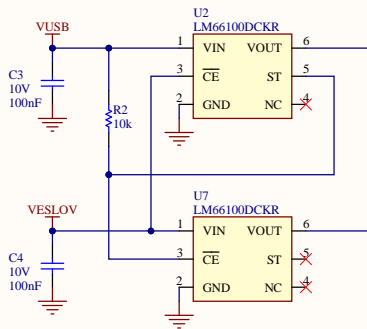 U2
LM66100DCKR
VUSB
1 VIN VOUT 6
3 CE ST 5
2 GND NC 4
C3
10V
100nF
R2
10k
U7
LM66100DCKR
VESLOV
1 VIN VOUT 6
3 CE ST 5
2 GND NC 4
C4
10V
100nF